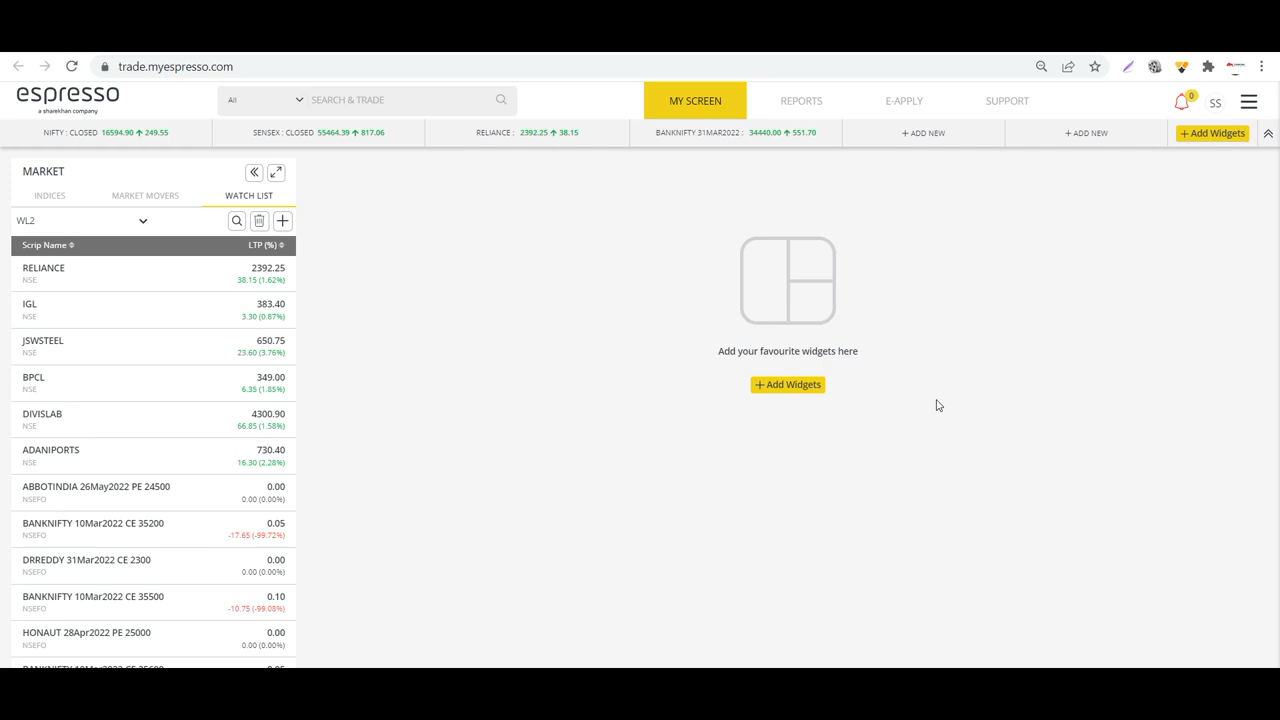 trade.myespresso.com
espresso
a sharekhan company
All
SEARCH & TRADE
MY SCREEN
REPORTS
E-APPLY
SUPPORT
0
SS
NIFTY : CLOSED 16594.90 ↑ 249.55
SENSEX : CLOSED 55464.39 ↑ 817.06
RELIANCE : 2392.25 ↑ 38.15
BANKNIFTY 31MAR2022 : 34440.00 ↑ 551.70
+ ADD NEW
+ ADD NEW
+ Add Widgets
MARKET
INDICES
MARKET MOVERS
WATCH LIST
WL2
Scrip Name
LTP (%)
RELIANCE 2392.25
NSE 38.15 (1.62%)
IGL 383.40
NSE 3.30 (0.87%)
JSWSTEEL 650.75
NSE 23.60 (3.76%)
BPCL 349.00
NSE 6.35 (1.85%)
DIVISLAB 4300.90
NSE 66.85 (1.58%)
ADANIPORTS 730.40
NSE 16.30 (2.28%)
ABBOTINDIA 26May2022 PE 24500 0.00
NSEFO 0.00 (0.00%)
BANKNIFTY 10Mar2022 CE 35200 0.05
NSEFO -17.65 (-99.72%)
DRREDDY 31Mar2022 CE 2300 0.00
NSEFO 0.00 (0.00%)
BANKNIFTY 10Mar2022 CE 35500 0.10
NSEFO -10.75 (-99.08%)
HONAUT 28Apr2022 PE 25000 0.00
NSEFO 0.00 (0.00%)
Add your favourite widgets here
+ Add Widgets